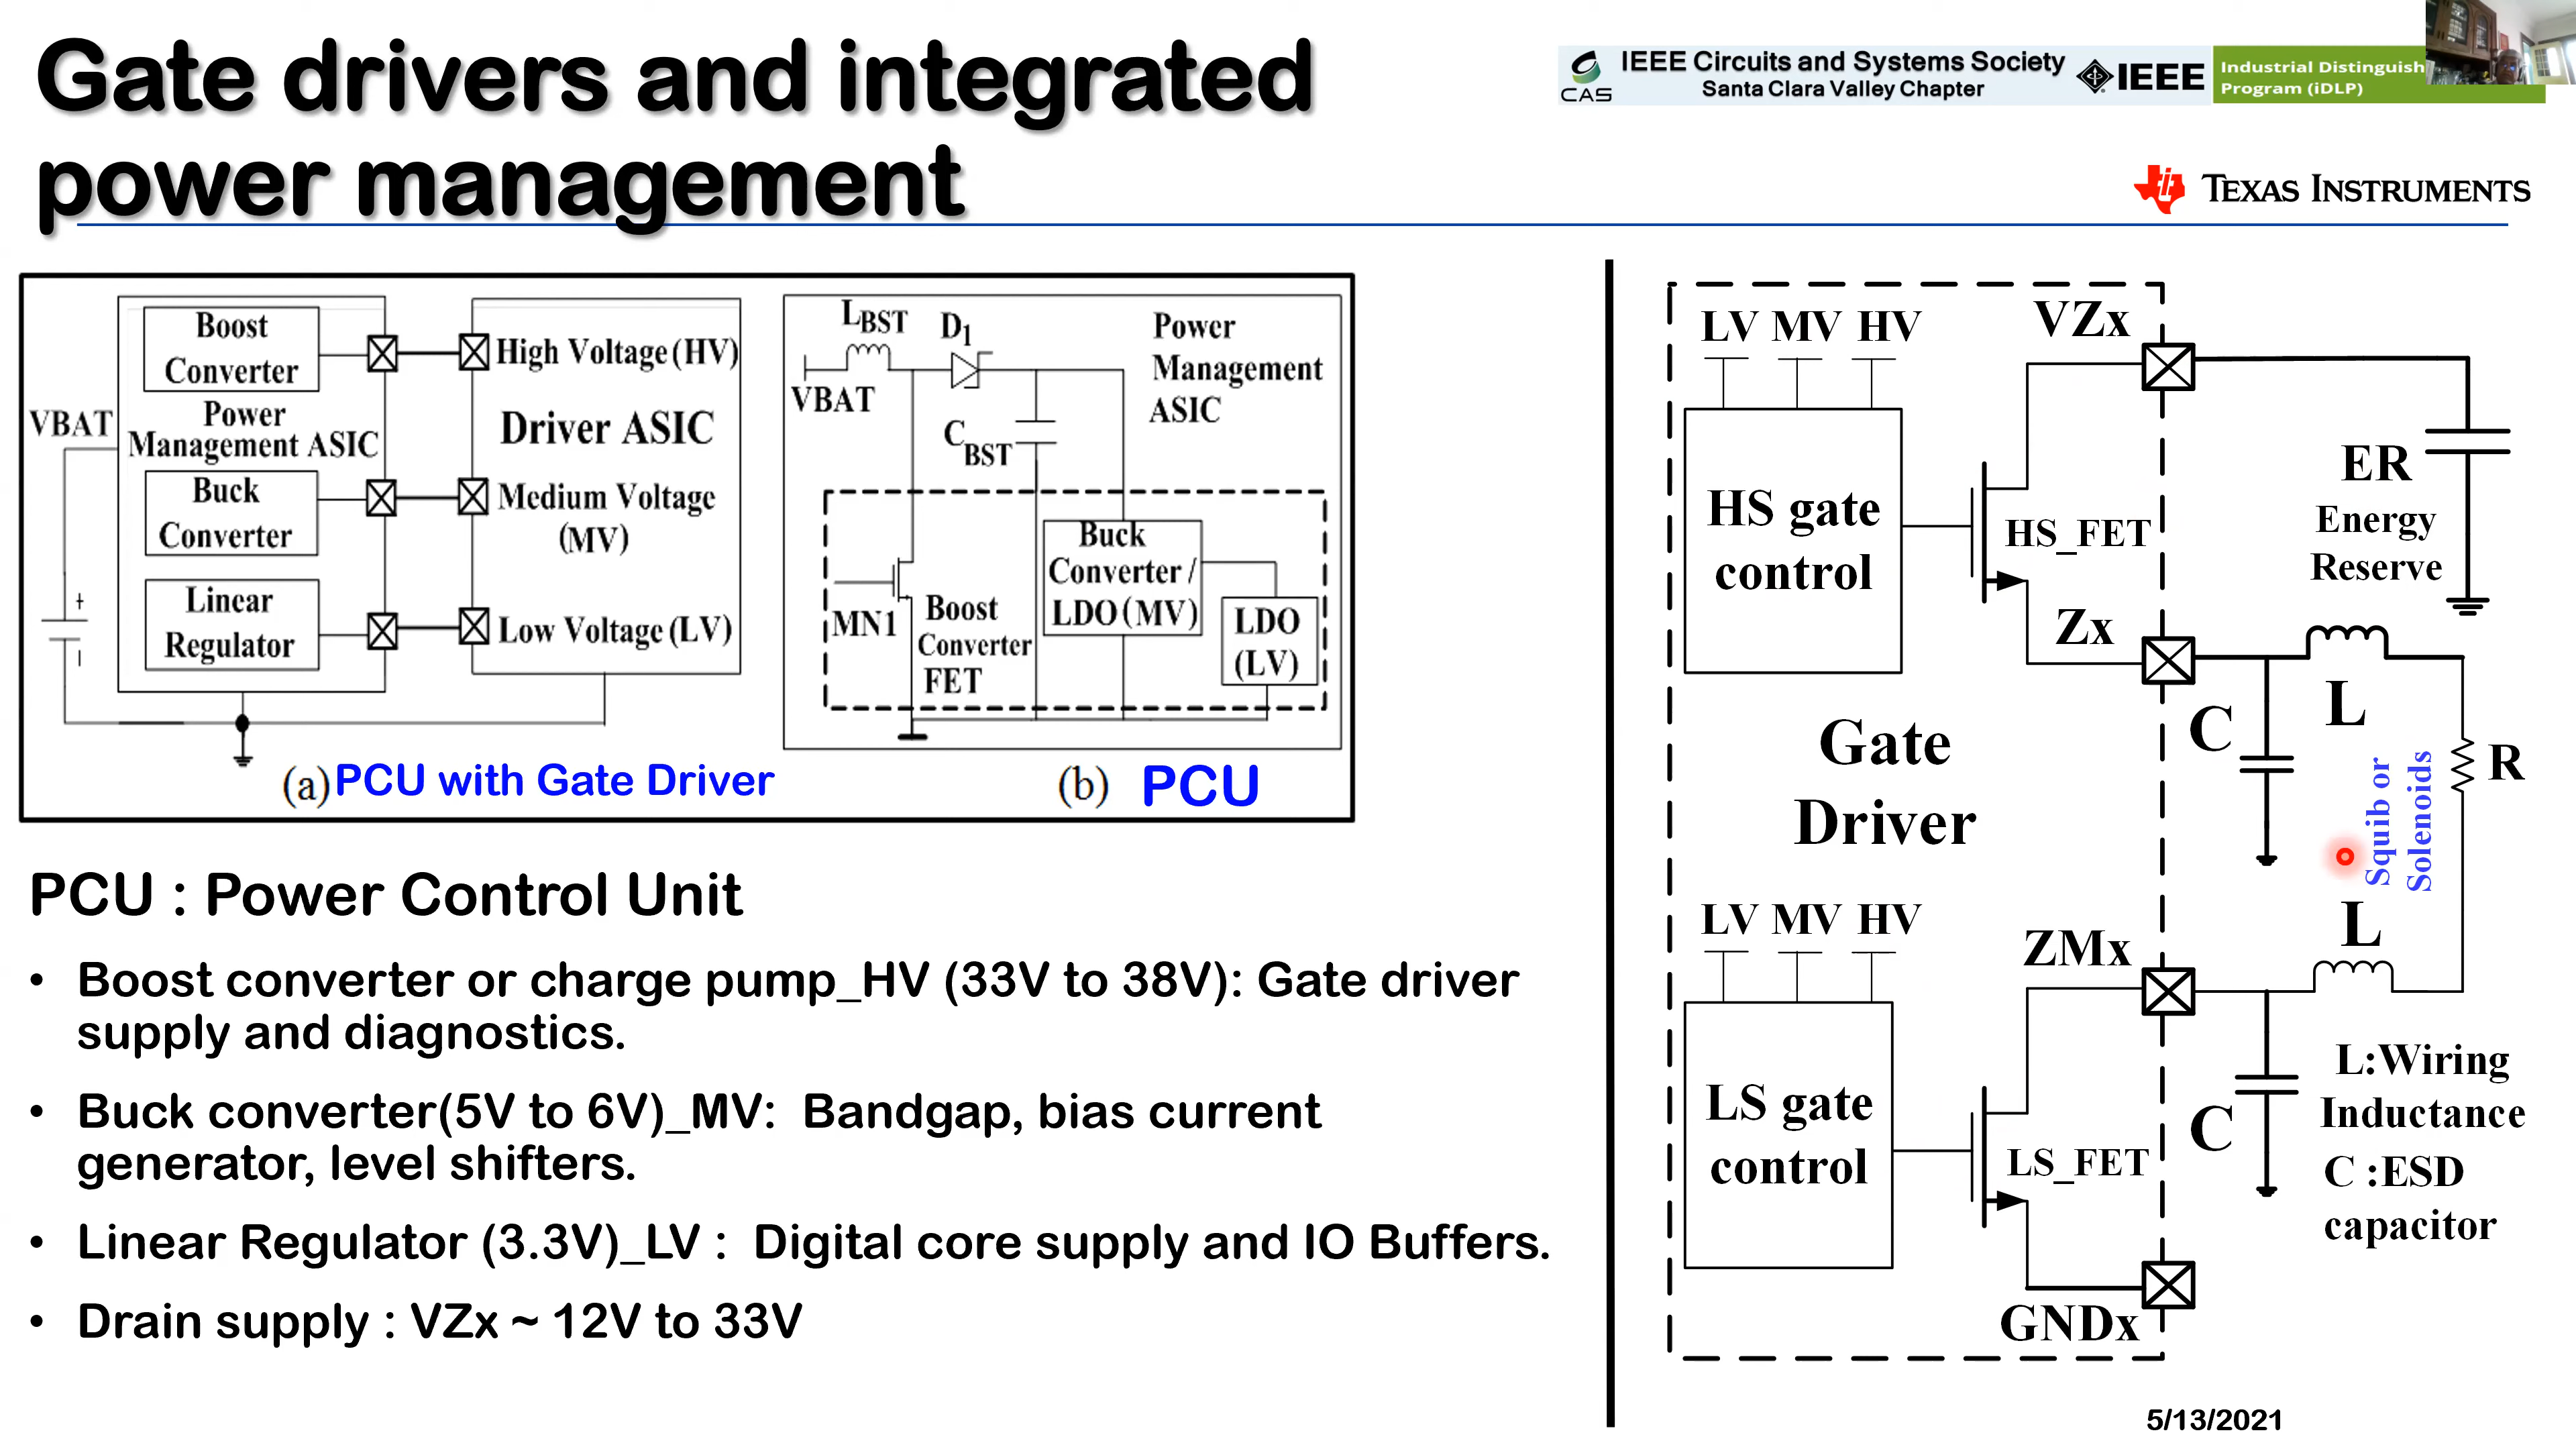 Gate drivers and integrated
power management
CAS
IEEE Circuits and Systems Society
Santa Clara Valley Chapter
IEEE
Industrial Distinguish
Program (iDLP)
TEXAS INSTRUMENTS
Boost
Converter
Power
Management ASIC
Buck
Converter
Linear
Regulator
VBAT
+
High Voltage (HV)
Driver ASIC
Medium Voltage
(MV)
Low Voltage (LV)
(a) PCU with Gate Driver
LBST
D1
VBAT
CBST
Power
Management
ASIC
MN1
Boost
Converter
FET
Buck
Converter /
LDO (MV)
LDO
(LV)
(b) PCU
PCU : Power Control Unit
• Boost converter or charge pump_HV (33V to 38V): Gate driver
supply and diagnostics.
• Buck converter(5V to 6V)_MV: Bandgap, bias current
generator, level shifters.
• Linear Regulator (3.3V)_LV : Digital core supply and IO Buffers.
• Drain supply : VZx ~ 12V to 33V
LV MV HV
VZx
HS gate
control
HS_FET
Zx
ER
Energy
Reserve
Gate
Driver
C
L
R
Squib or
Solenoids
L
LV MV HV
ZMx
LS gate
control
LS_FET
C
GNDx
L:Wiring
Inductance
C :ESD
capacitor
5/13/2021